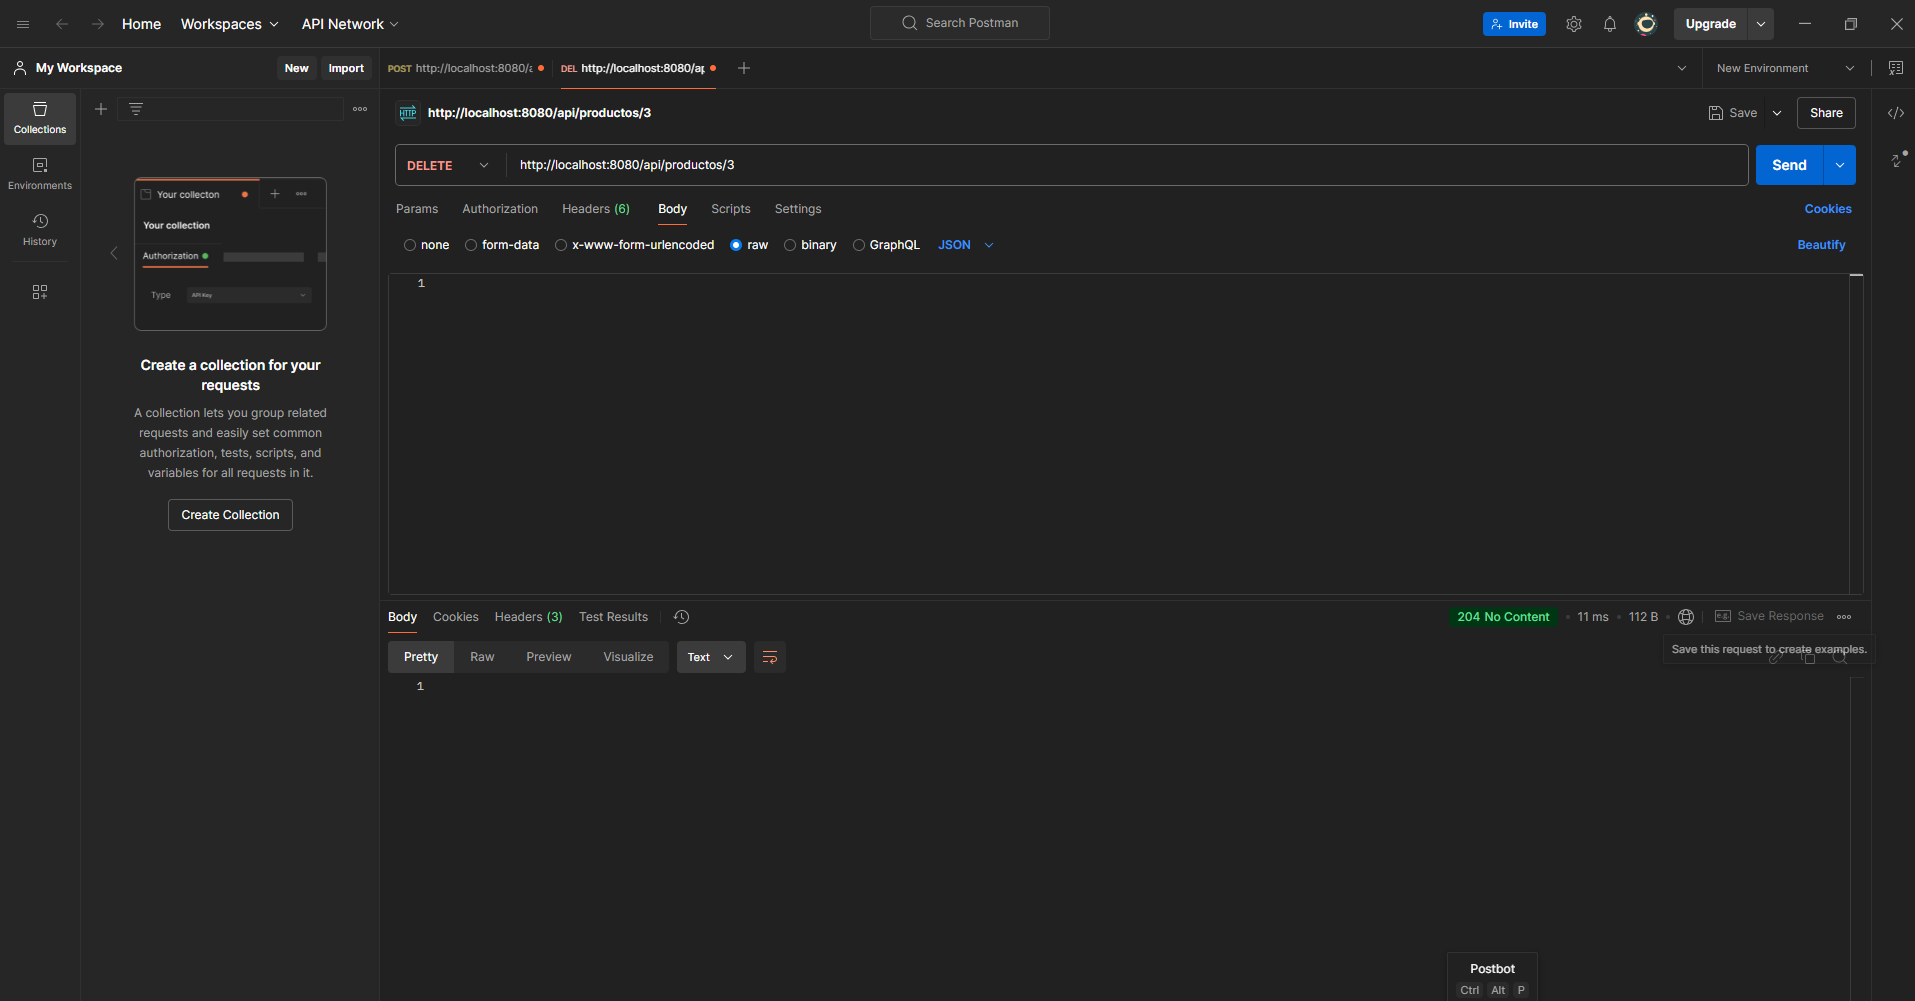 Home
Workspaces
API Network
Search Postman
Invite
Upgrade
My Workspace
New
Import
POST http://localhost:8080/a
DEL http://localhost:8080/ap
New Environment
Collections
Environments
History
Your collecton
Your collection
Authorization
Type
API Key
Create a collection for your
requests
A collection lets you group related
requests and easily set common
authorization, tests, scripts, and
variables for all requests in it.
Create Collection
HTTP
http://localhost:8080/api/productos/3
Save
Share
DELETE
http://localhost:8080/api/productos/3
Send
Params
Authorization
Headers (6)
Body
Scripts
Settings
Cookies
none
form-data
x-www-form-urlencoded
raw
binary
GraphQL
JSON
Beautify
1
Body
Cookies
Headers (3)
Test Results
204 No Content
11 ms
112 B
e.g.
Save Response
Save this request to create examples.
Pretty
Raw
Preview
Visualize
Text
1
Postbot
Ctrl Alt P